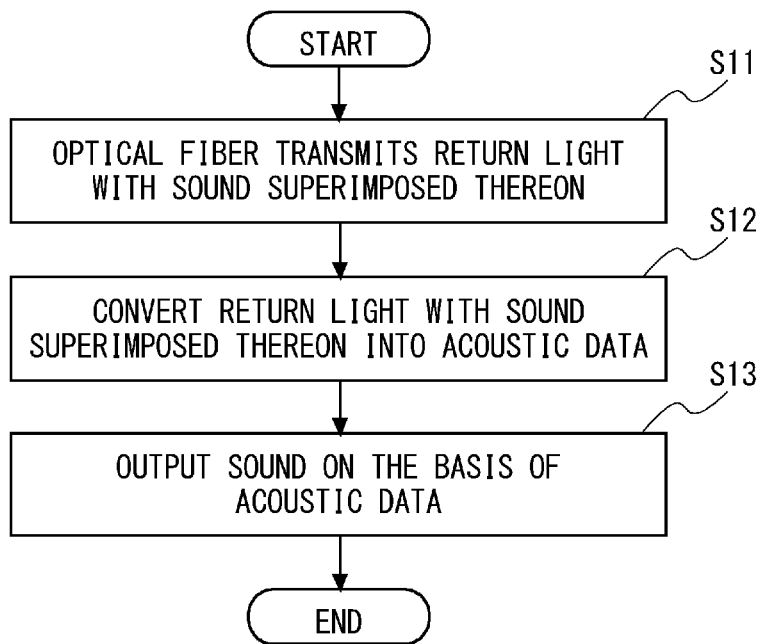 START
S11
OPTICAL FIBER TRANSMITS RETURN LIGHT
WITH SOUND SUPERIMPOSED THEREON
S12
CONVERT RETURN LIGHT WITH SOUND
SUPERIMPOSED THEREON INTO ACOUSTIC DATA
S13
OUTPUT SOUND ON THE BASIS OF
ACOUSTIC DATA
END